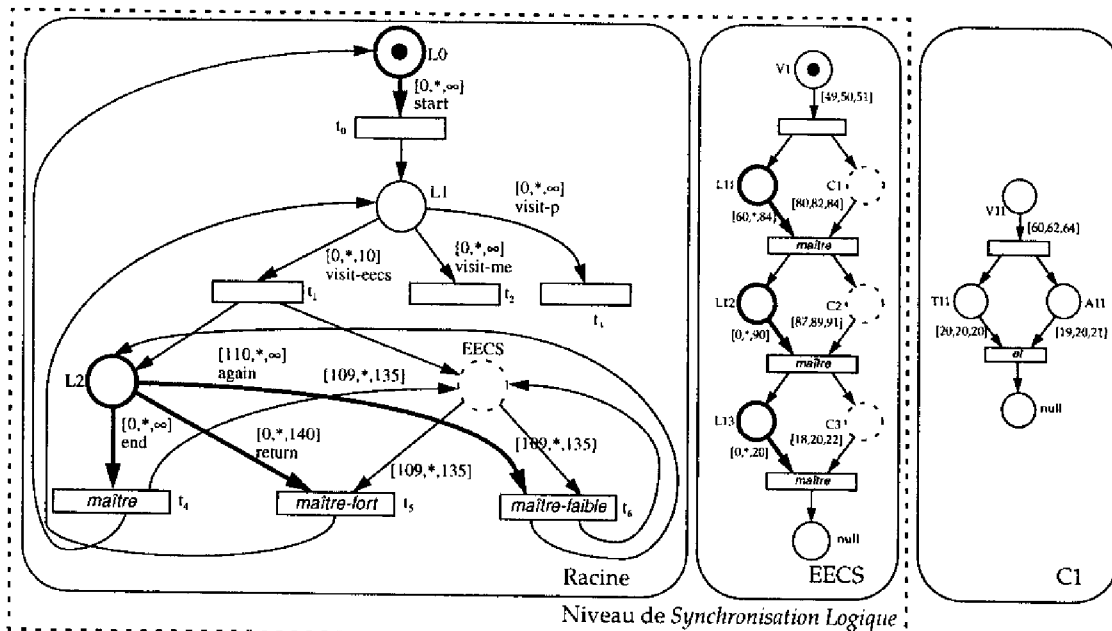 L0
[0,*,∞]
start
t₀
L1
[0,*,∞]
visit-p
[0,*,10]
visit-eecs
[0,*,∞]
visit-me
t₁
t₂
L2
[110,*,∞]
again
[109,*,135]
EECS
[0,*,∞]
end
[0,*,140]
return
[109,*,135]
[109,*,135]
maître
t₄
maître-fort
t₅
maître-faible
t₆
Racine
V1
[49,50,51]
L11
C1
[60,*,84]
[80,82,84]
maître
L12
C2
[0,*,90]
[87,89,91]
maître
L13
C3
[0,*,20]
[18,20,22]
maître
null
EECS
Niveau de Synchronisation Logique
V11
[60,62,64]
T11
A11
[20,20,20]
[19,20,21]
et
null
C1